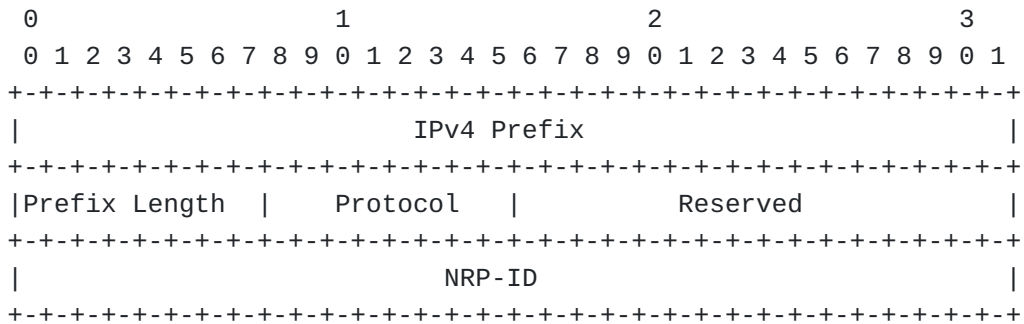 0                   1                   2                   3
 0 1 2 3 4 5 6 7 8 9 0 1 2 3 4 5 6 7 8 9 0 1 2 3 4 5 6 7 8 9 0 1
+-+-+-+-+-+-+-+-+-+-+-+-+-+-+-+-+-+-+-+-+-+-+-+-+-+-+-+-+-+-+-+-+
|                         IPv4 Prefix                           |
+-+-+-+-+-+-+-+-+-+-+-+-+-+-+-+-+-+-+-+-+-+-+-+-+-+-+-+-+-+-+-+-+
|Prefix Length  |    Protocol   |          Reserved             |
+-+-+-+-+-+-+-+-+-+-+-+-+-+-+-+-+-+-+-+-+-+-+-+-+-+-+-+-+-+-+-+-+
|                           NRP-ID                              |
+-+-+-+-+-+-+-+-+-+-+-+-+-+-+-+-+-+-+-+-+-+-+-+-+-+-+-+-+-+-+-+-+